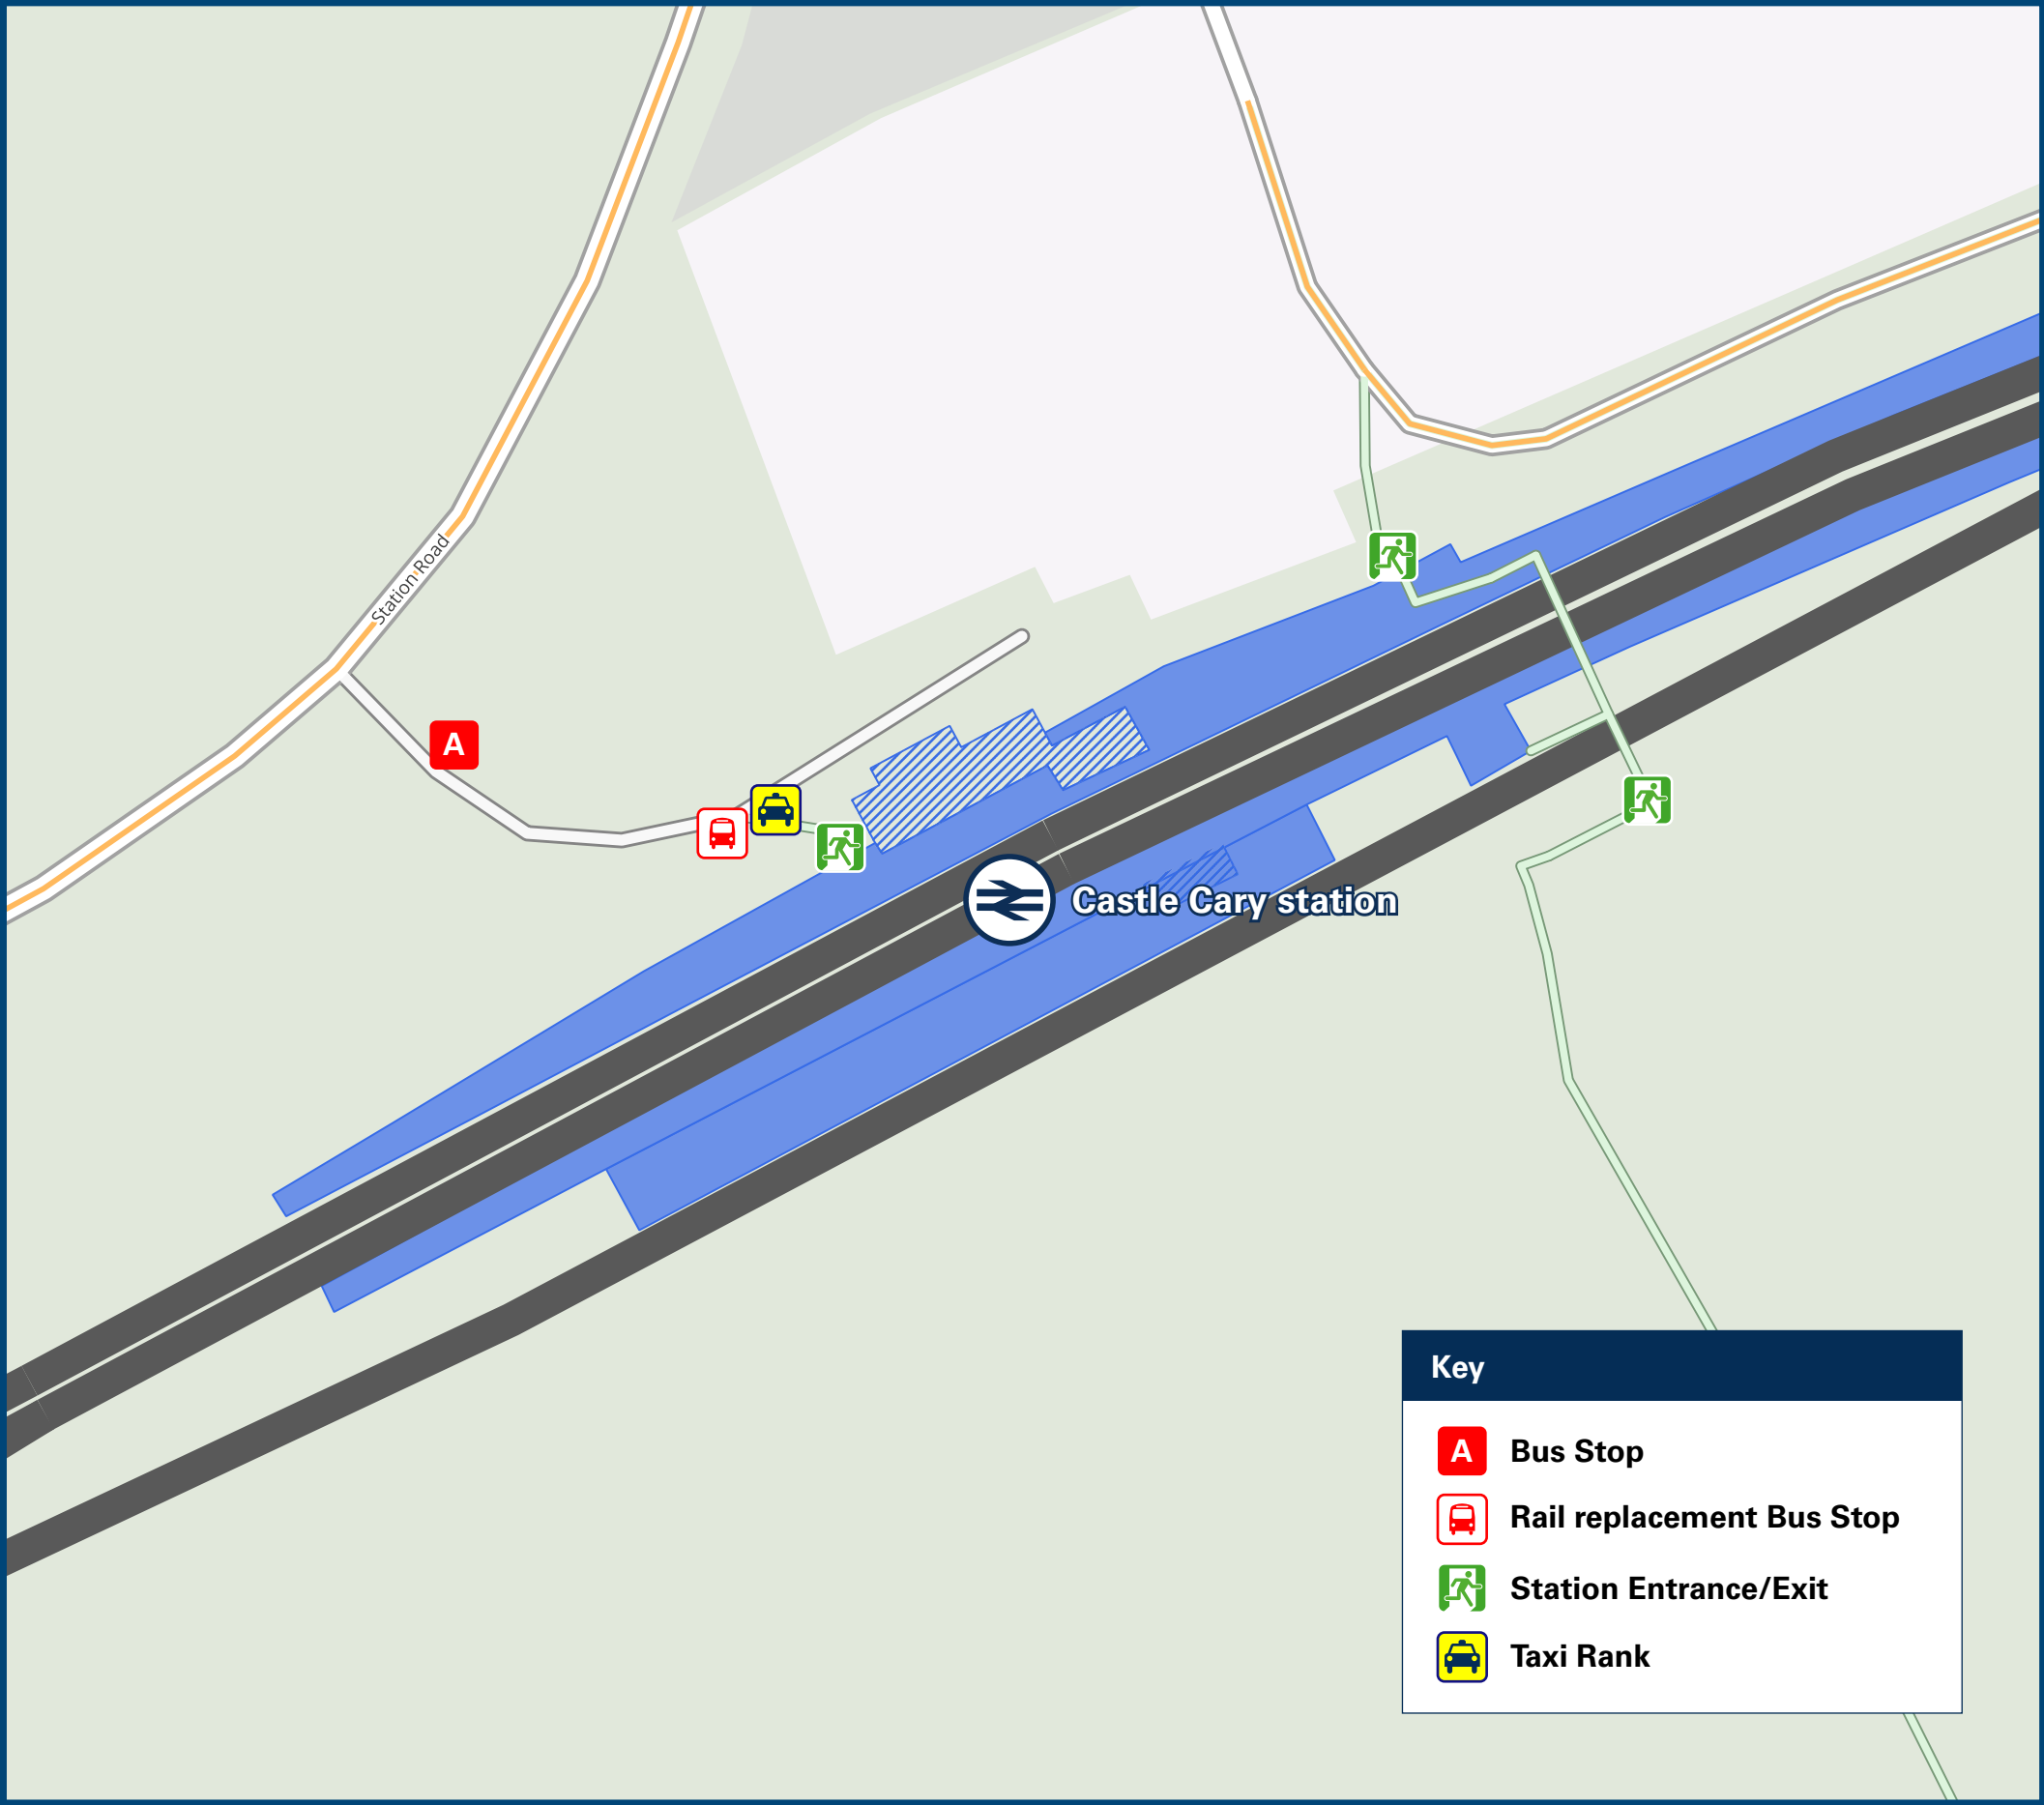 Station Road
A
Castle Cary station
Key
A Bus Stop
Rail replacement Bus Stop
Station Entrance/Exit
Taxi Rank